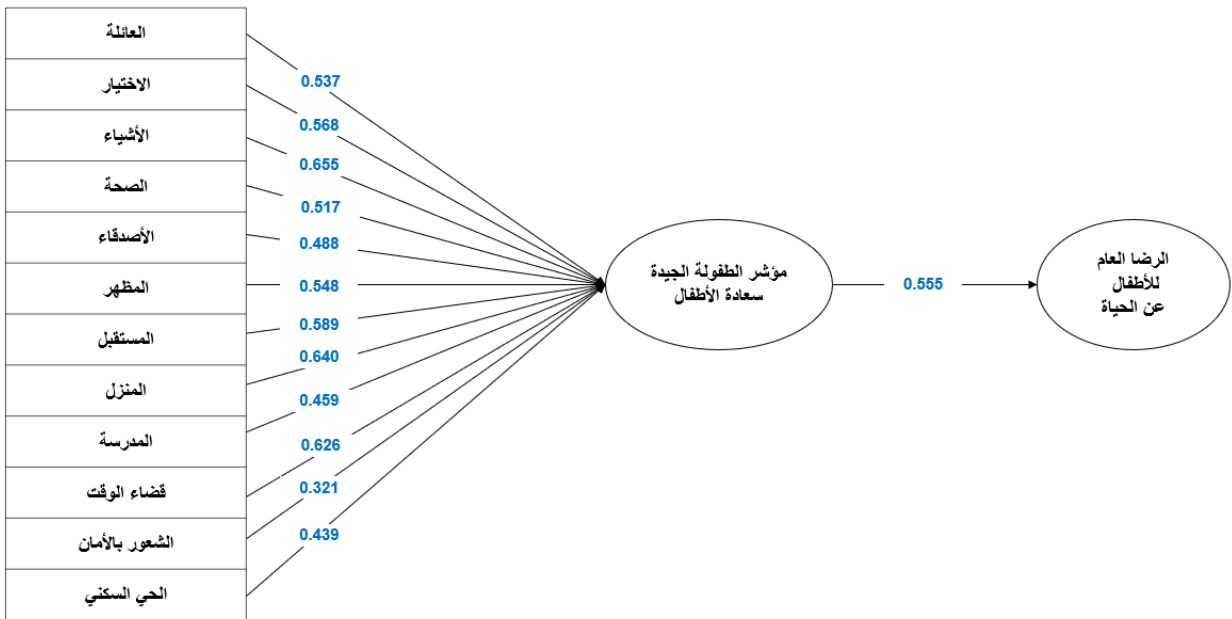 العائلة
الاختيار
الأشياء
الصحة
الأصدقاء
المظهر
المستقبل
المنزل
المدرسة
قضاء الوقت
الشعور بالأمان
الحي السكني
0.537
0.568
0.655
0.517
0.488
0.548
0.589
0.640
0.459
0.626
0.321
0.439
مؤشر الطفولة الجيدة
سعادة الأطفال
0.555
الرضا العام
للأطفال
عن الحياة